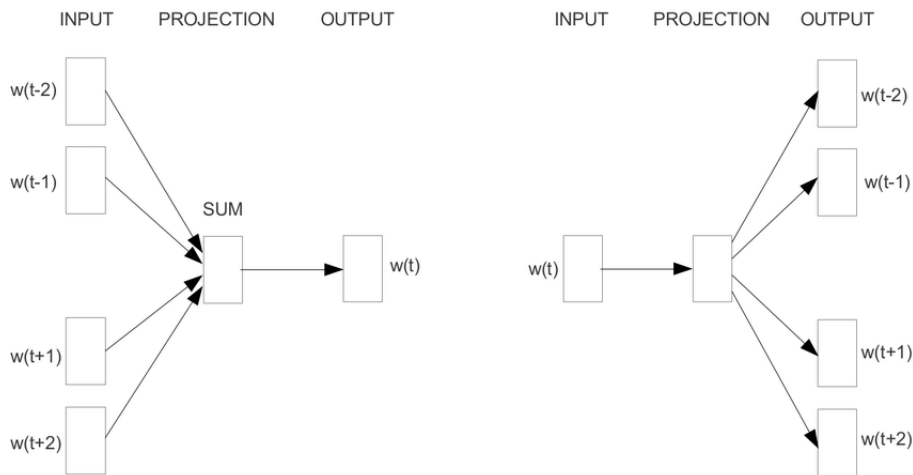 INPUT PROJECTION OUTPUT
w(t-2)
w(t-1)
SUM
w(t)
w(t+1)
w(t+2)
INPUT PROJECTION OUTPUT
w(t-2)
w(t-1)
w(t)
w(t+1)
w(t+2)